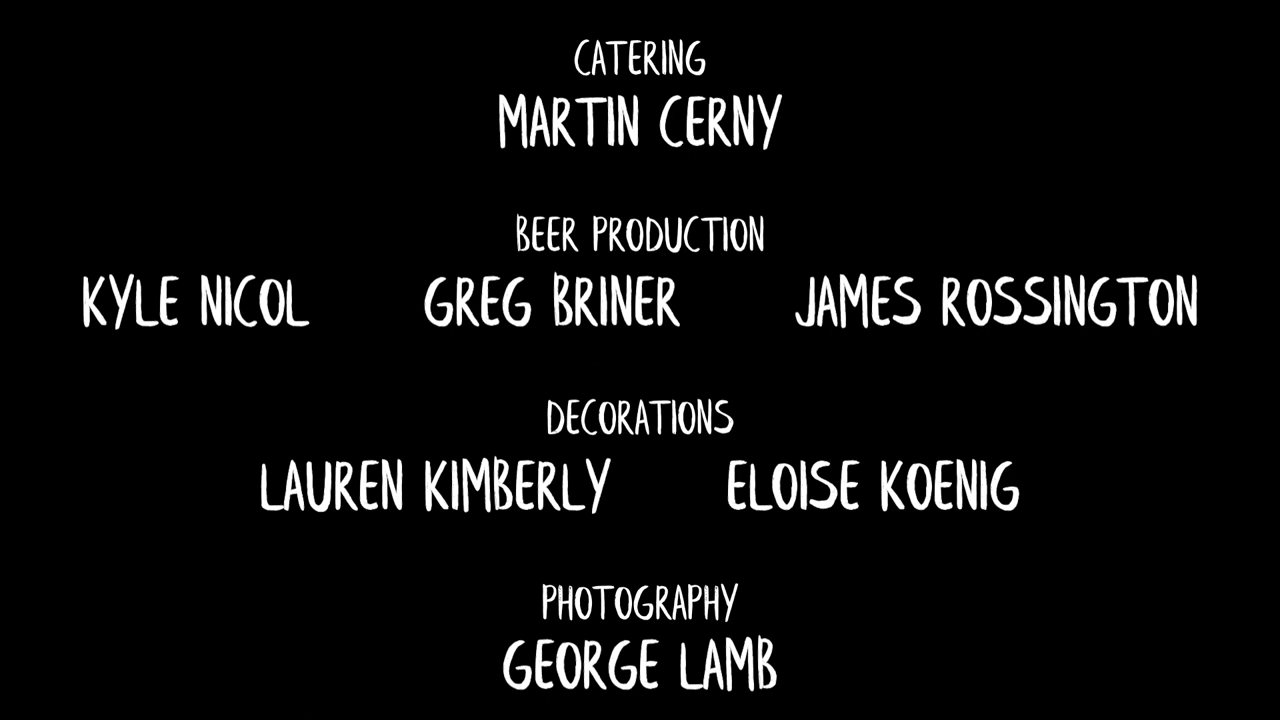 CATERING
MARTIN CERNY
BEER PRODUCTION
KYLE NICOL GREG BRINER JAMES ROSSINGTON
DECORATIONS
LAUREN KIMBERLY ELOISE KOENIG
PHOTOGRAPHY
GEORGE LAMB